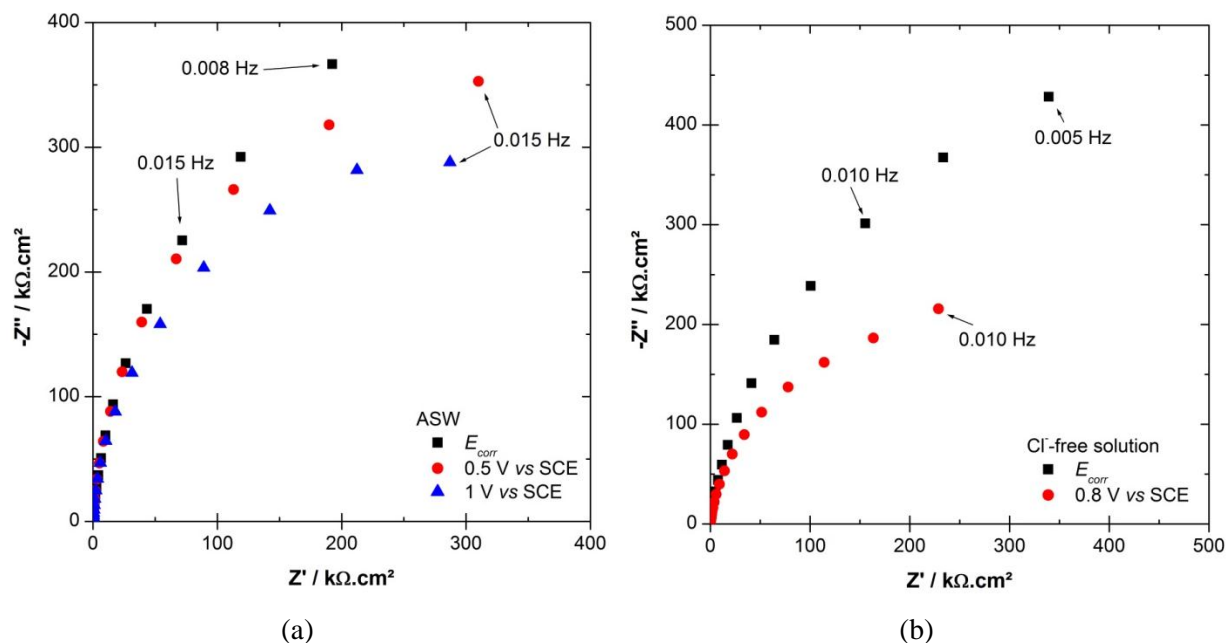 400
300
200
100
0
-Z'' / kΩ.cm²
0.008 Hz
0.015 Hz
0.015 Hz
ASW
E_corr
0.5 V vs SCE
1 V vs SCE
0 100 200 300 400
Z' / kΩ.cm²
(a)
-500
-400
-300
-200
-100
0
-Z'' / kΩ.cm²
0.005 Hz
0.010 Hz
0.010 Hz
Cl⁻-free solution
E_corr
0.8 V vs SCE
0 100 200 300 400 500
Z' / kΩ.cm²
(b)